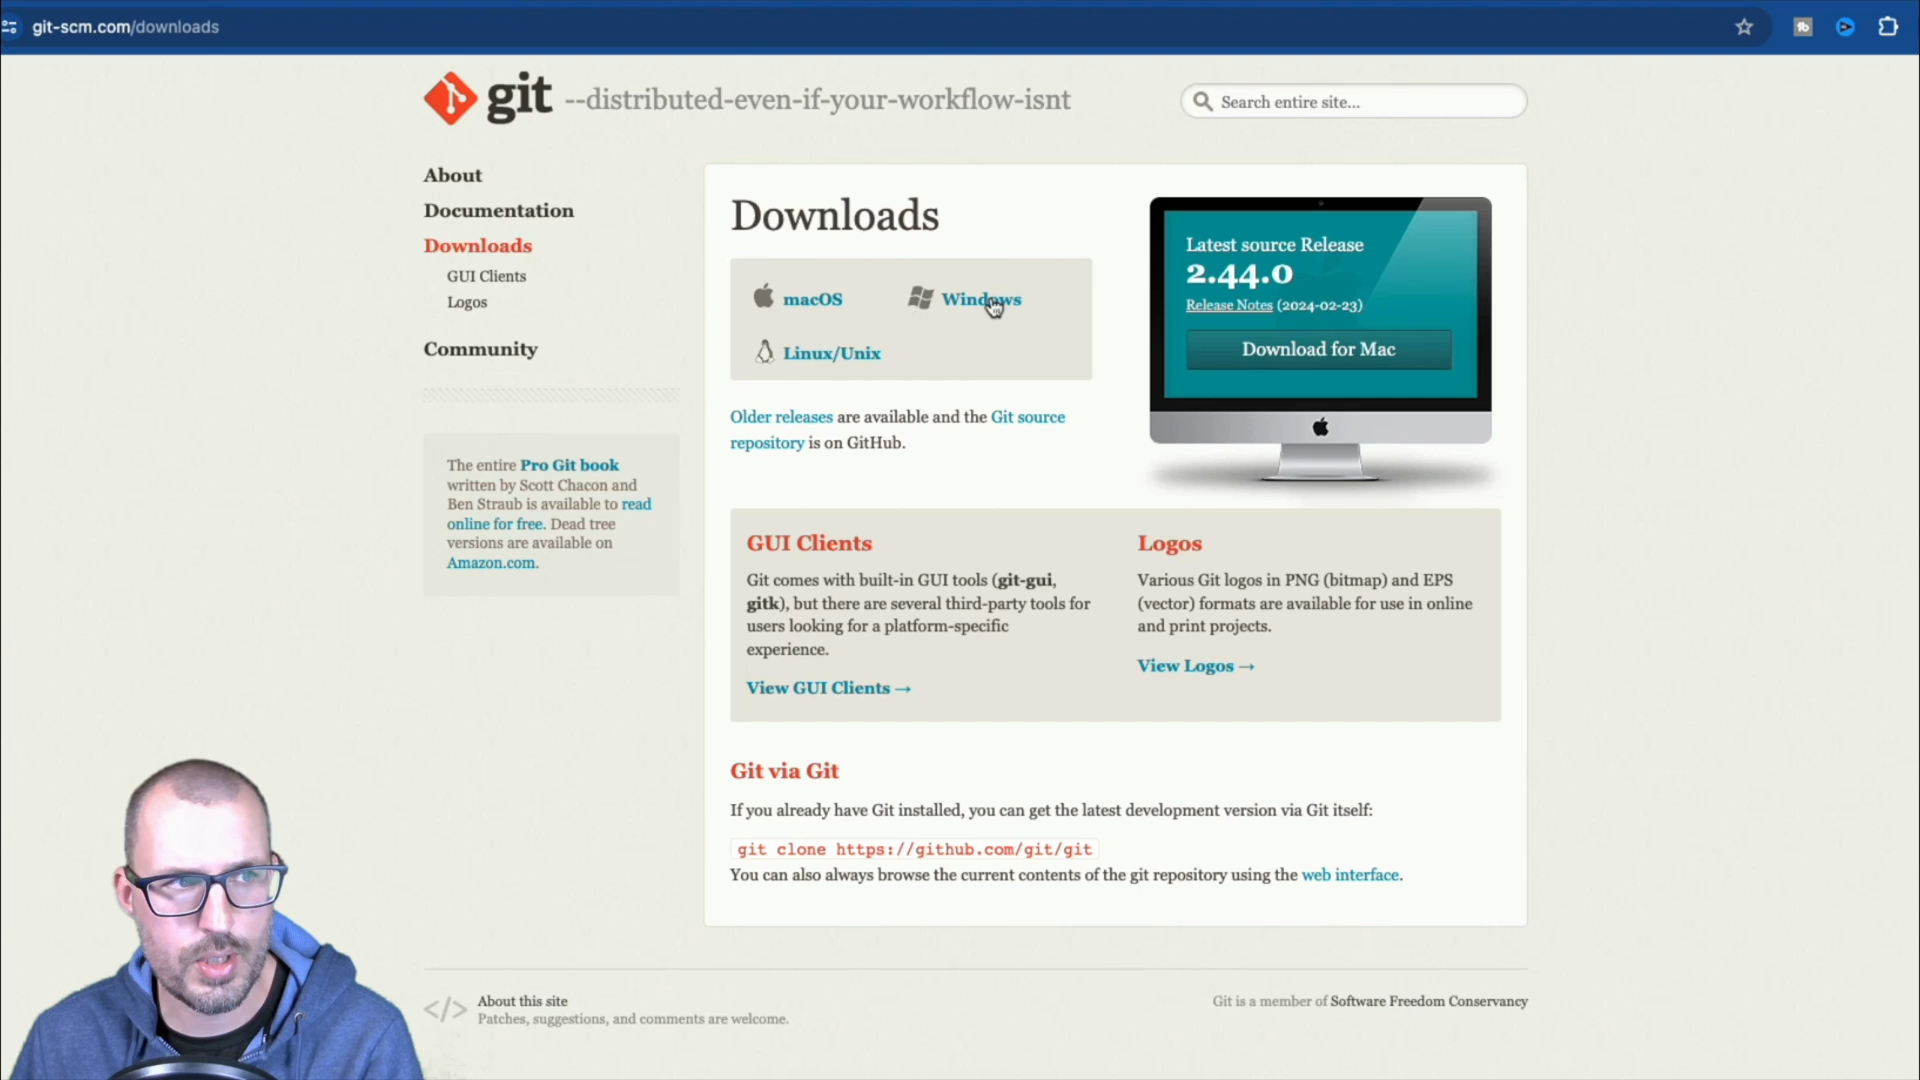 git-scm.com/downloads
git --distributed-even-if-your-workflow-isnt
Search entire site...
About
Documentation
Downloads
GUI Clients
Logos
Community
The entire Pro Git book
written by Scott Chacon and
Ben Straub is available to read
online for free. Dead tree
versions are available on
Amazon.com.
Downloads
macOS
Windows
Linux/Unix
Older releases are available and the Git source
repository is on GitHub.
Latest source Release
2.44.0
Release Notes (2024-02-23)
Download for Mac
GUI Clients
Git comes with built-in GUI tools (git-gui,
gitk), but there are several third-party tools for
users looking for a platform-specific
experience.
View GUI Clients →
Logos
Various Git logos in PNG (bitmap) and EPS
(vector) formats are available for use in online
and print projects.
View Logos →
Git via Git
If you already have Git installed, you can get the latest development version via Git itself:
git clone https://github.com/git/git
You can also always browse the current contents of the git repository using the web interface.
</> About this site
Patches, suggestions, and comments are welcome.
Git is a member of Software Freedom Conservancy